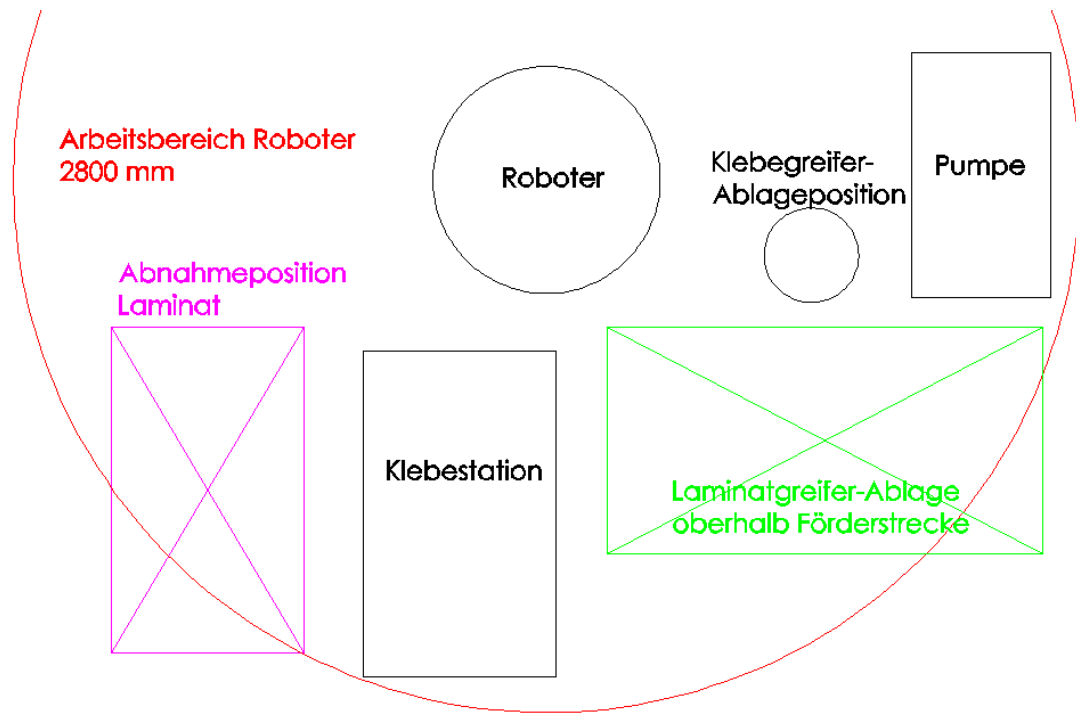 Arbeitsbereich Roboter
2800 mm
Roboter
Klebegreifer-
Ablageposition
Pumpe
Abnahmeposition
Laminat
Klebestation
Laminatgreifer-Ablage
oberhalb Förderstrecke